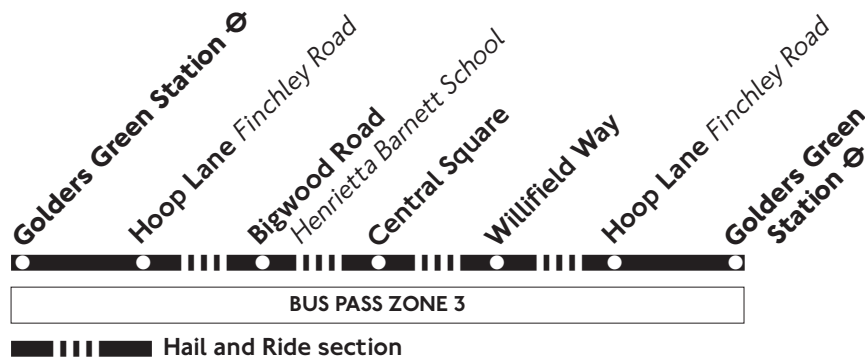 Golders Green Station
Hoop Lane Finchley Road
Bigwood Road
Henrietta Barnett School
Central Square
Willifield Way
Hoop Lane Finchley Road
Golders Green
Station
BUS PASS ZONE 3
Hail and Ride section